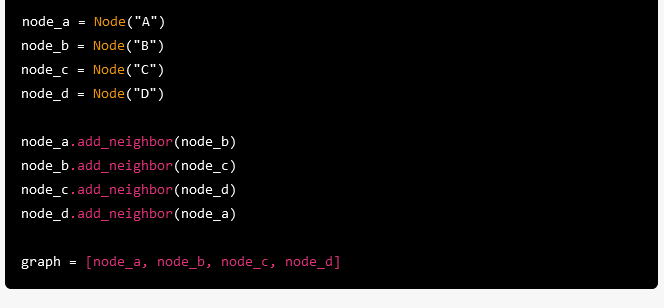 node_a = Node("A")
node_b = Node("B")
node_c = Node("C")
node_d = Node("D")
node_a.add_neighbor(node_b)
node_b.add_neighbor(node_c)
node_c.add_neighbor(node_d)
node_d.add_neighbor(node_a)
graph = [node_a, node_b, node_c, node_d]